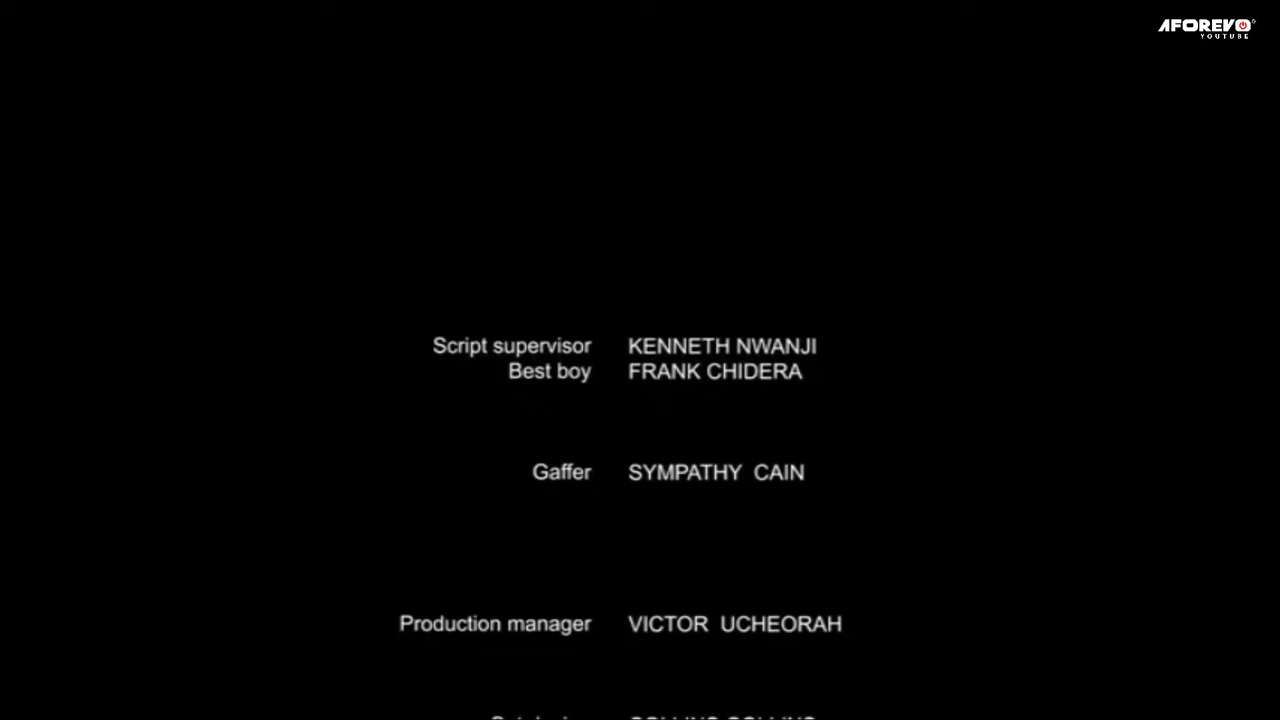 AFOREVO
YOUTUBE
Script supervisor KENNETH NWANJI
Best boy FRANK CHIDERA
Gaffer SYMPATHY CAIN
Production manager VICTOR UCHEORAH